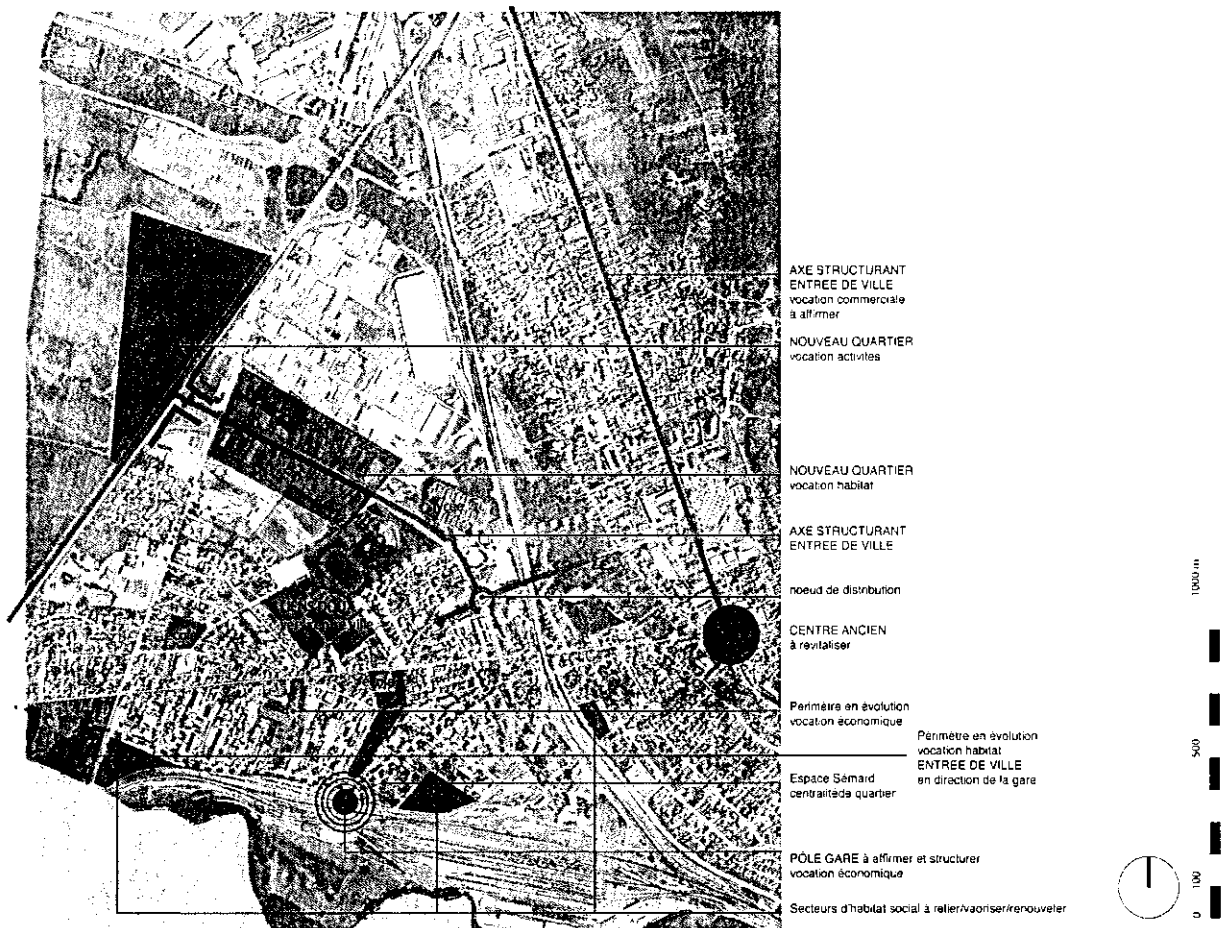 AXE STRUCTURANT
ENTREE DE VILLE
vocation commerciale
à affirmer
NOUVEAU QUARTIER
vocation activités
NOUVEAU QUARTIER
vocation habitat
AXE STRUCTURANT
ENTREE DE VILLE
noeud de distribution
CENTRE ANCIEN
à revitaliser
Périmètre en évolution
vocation économique
Périmètre en évolution
vocation habitat
ENTREE DE VILLE
en direction de la gare
Espace Sémard
centralitéde quartier
PÔLE GARE à affirmer et structurer
vocation économique
Secteurs d'habitat social à relier/vaoriser/renouveler
1000 m
500
100
0